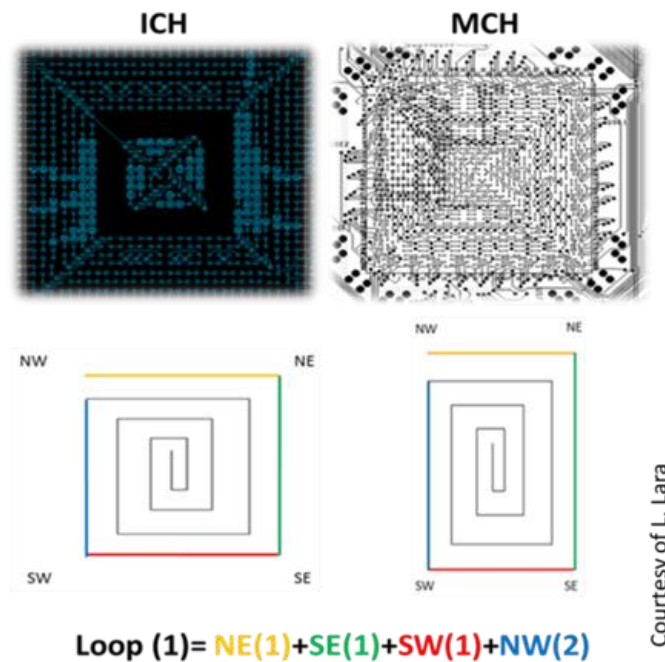 ICH
MCH
NW
NE
SW
SE
NW
NE
SW
SE
Courtesy of L. Lara
Loop (1)= NE(1)+SE(1)+SW(1)+NW(2)